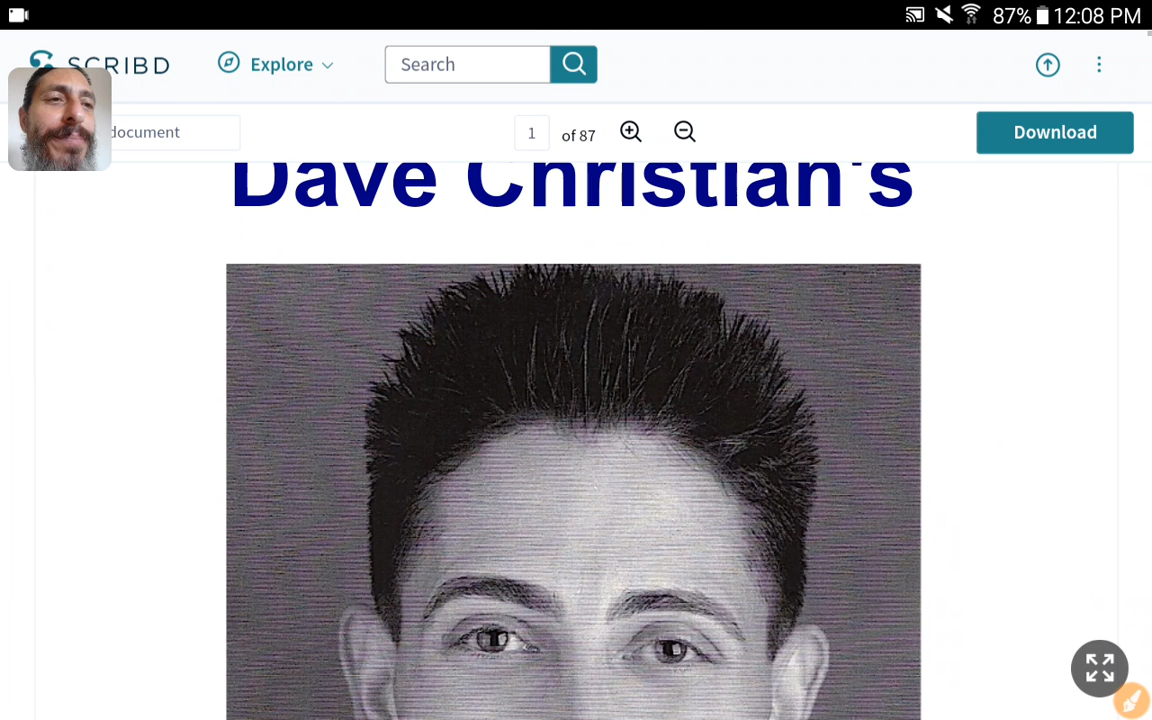 87% 12:08 PM
SCRIBD Explore Search
document 1 of 87 Download
Dave Christian's